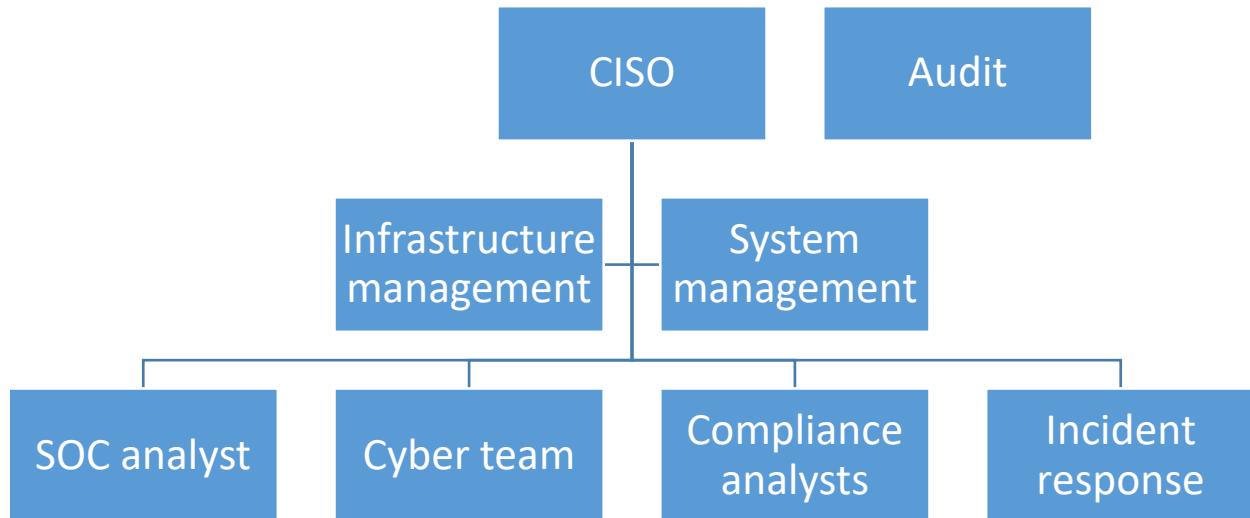 CISO
Audit
Infrastructure
management
System
management
SOC analyst
Cyber team
Compliance
analysts
Incident
response